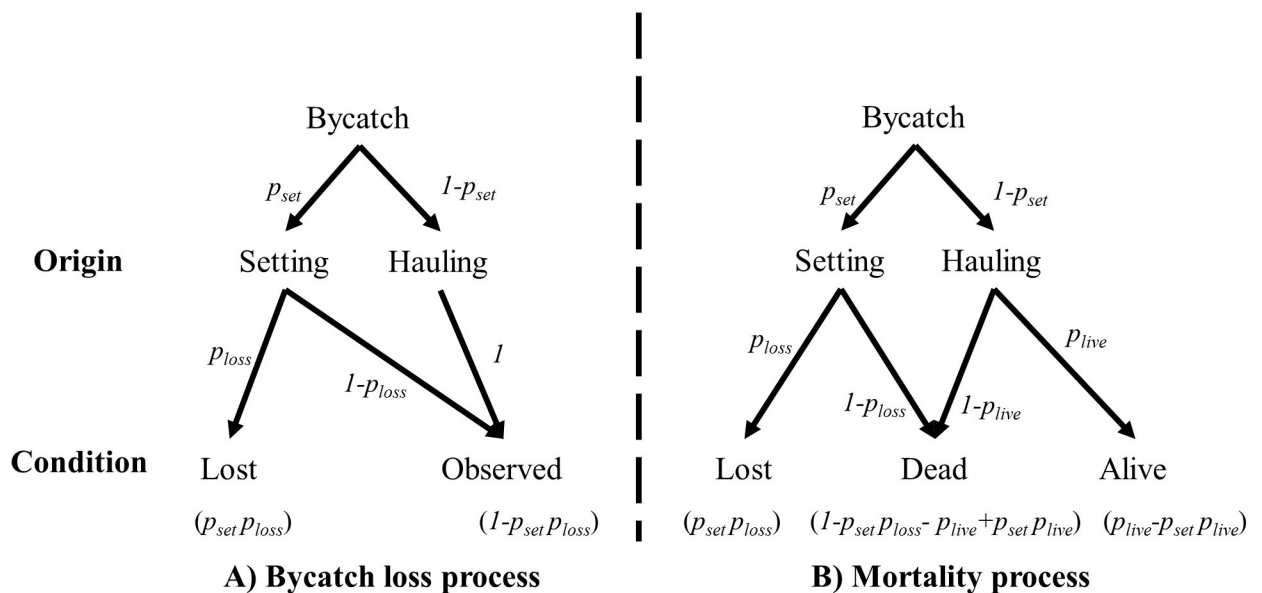 Bycatch
p_set
1-p_set
Origin
Setting
Hauling
p_loss
1-p_loss
1
Condition
Lost
Observed
(p_set p_loss)
(1-p_set p_loss)
A) Bycatch loss process
Bycatch
p_set
1-p_set
Setting
Hauling
p_loss
1-p_loss
1-p_live
p_live
Lost
Dead
Alive
(p_set p_loss)
(1-p_set p_loss- p_live+p_set p_live)
(p_live-p_set p_live)
B) Mortality process